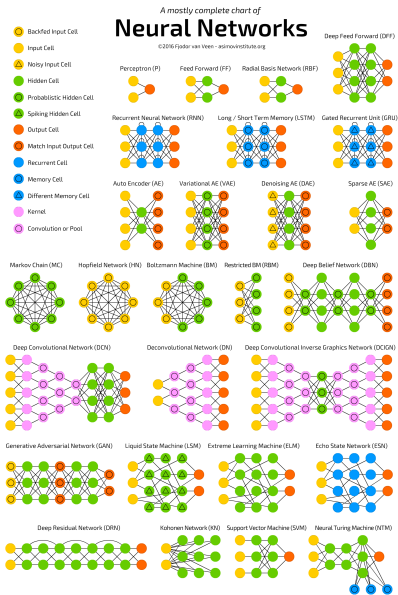 A mostly complete chart of
Neural Networks
©2016 Fjodor van Veen - asimovinstitute.org
Backfed Input Cell
Input Cell
Noisy Input Cell
Hidden Cell
Probablistic Hidden Cell
Spiking Hidden Cell
Output Cell
Match Input Output Cell
Recurrent Cell
Memory Cell
Different Memory Cell
Kernel
Convolution or Pool
Perceptron (P)
Feed Forward (FF)
Radial Basis Network (RBF)
Deep Feed Forward (DFF)
Recurrent Neural Network (RNN)
Long / Short Term Memory (LSTM)
Gated Recurrent Unit (GRU)
Auto Encoder (AE)
Variational AE (VAE)
Denoising AE (DAE)
Sparse AE (SAE)
Markov Chain (MC)
Hopfield Network (HN)
Boltzmann Machine (BM)
Restricted BM (RBM)
Deep Belief Network (DBN)
Deep Convolutional Network (DCN)
Deconvolutional Network (DN)
Deep Convolutional Inverse Graphics Network (DCIGN)
Generative Adversarial Network (GAN)
Liquid State Machine (LSM)
Extreme Learning Machine (ELM)
Echo State Network (ESN)
Deep Residual Network (DRN)
Kohonen Network (KN)
Support Vector Machine (SVM)
Neural Turing Machine (NTM)